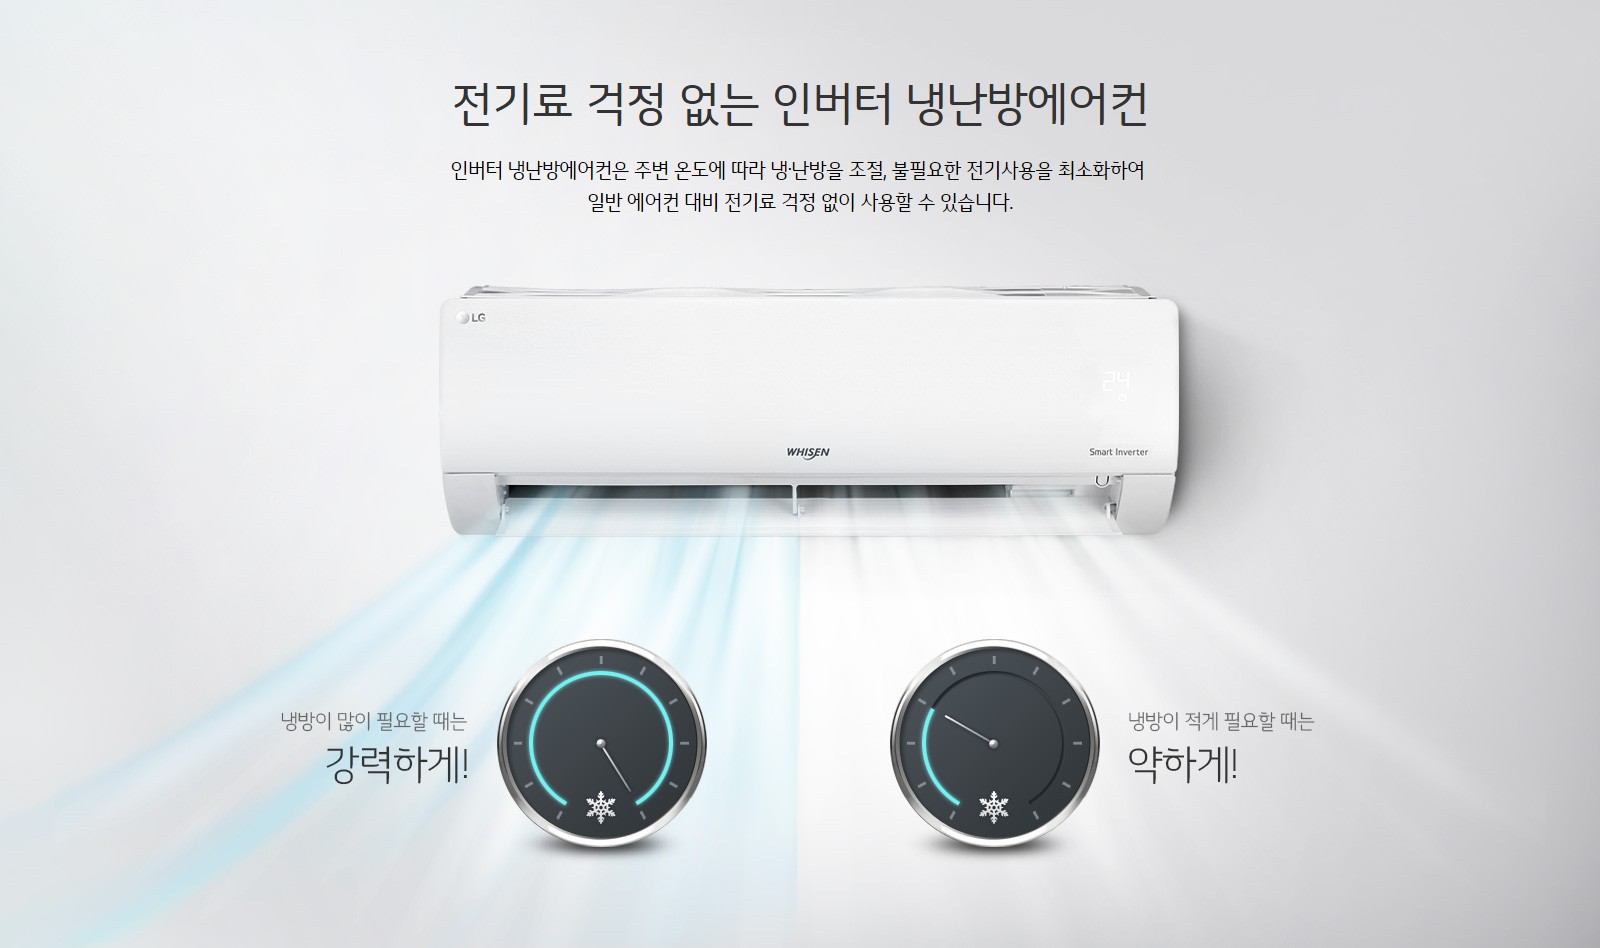 전기료 걱정 없는 인버터 냉난방에어컨
인버터 냉난방에어컨은 주변 온도에 따라 냉·난방을 조절, 불필요한 전기사용을 최소화하여
일반 에어컨 대비 전기료 걱정 없이 사용할 수 있습니다.
LG
24
WHISEN
Smart Inverter
냉방이 많이 필요할 때는
강력하게!
냉방이 적게 필요할 때는
약하게!